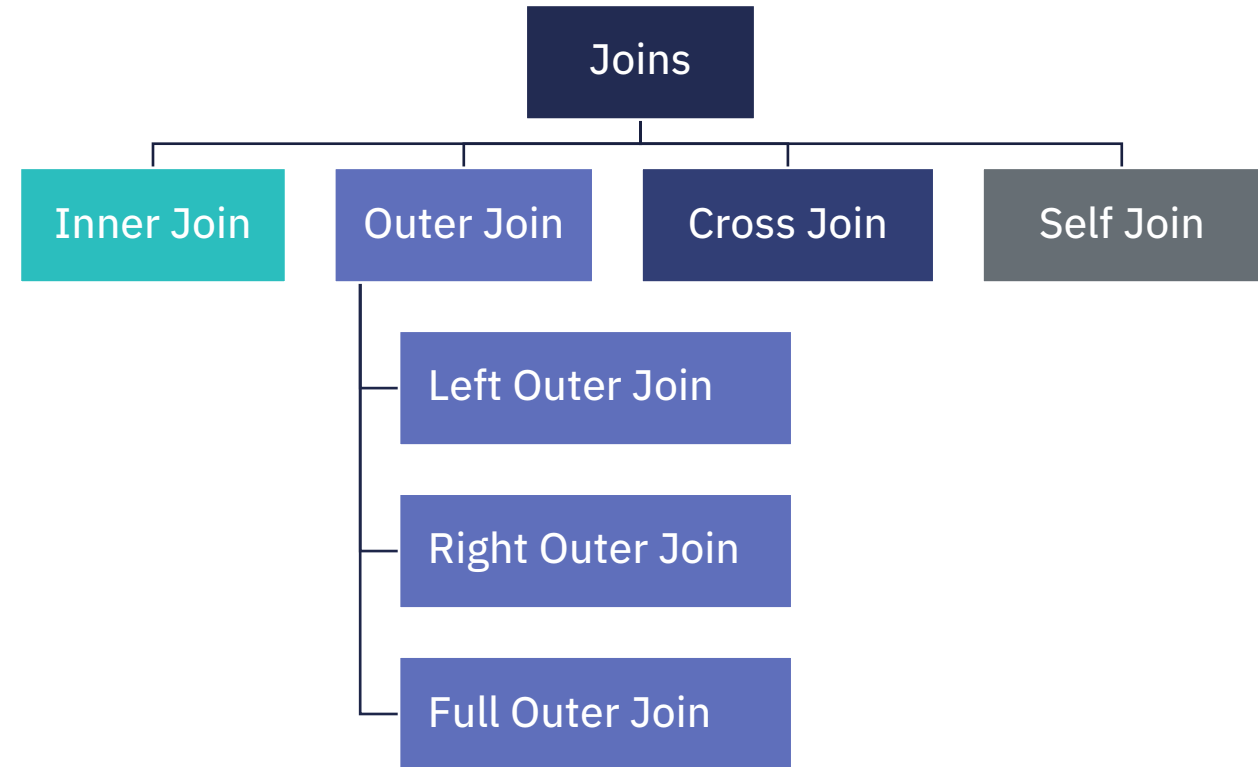 Joins
Inner Join
Outer Join
Cross Join
Self Join
Left Outer Join
Right Outer Join
Full Outer Join